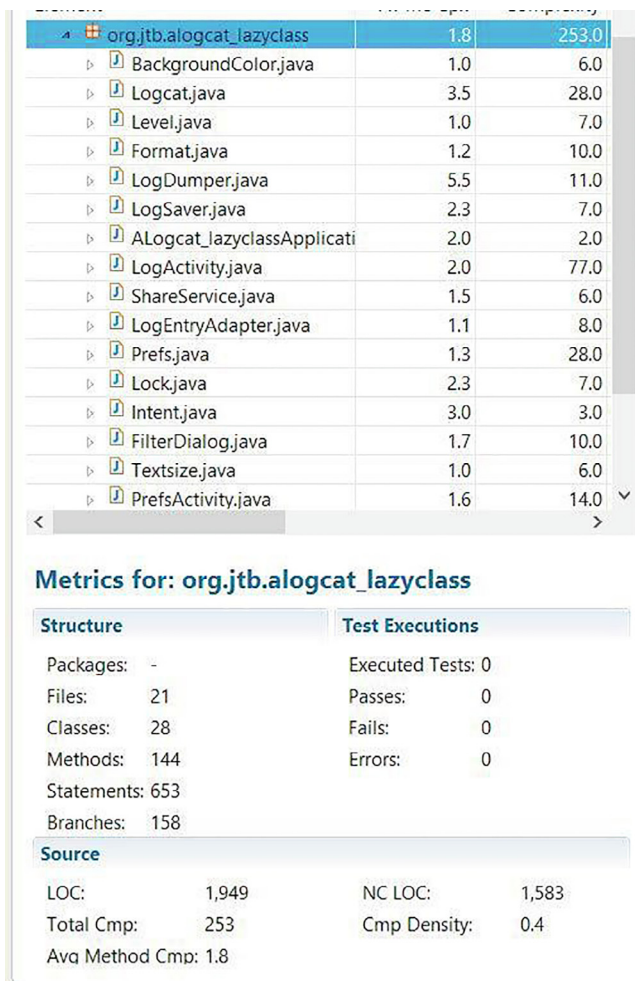 org.jtb.alogcat_lazyclass 1.8 253.0
BackgroundColor.java 1.0 6.0
Logcat.java 3.5 28.0
Level.java 1.0 7.0
Format.java 1.2 10.0
LogDumper.java 5.5 11.0
LogSaver.java 2.3 7.0
ALogcat_lazyclassApplicati 2.0 2.0
LogActivity.java 2.0 77.0
ShareService.java 1.5 6.0
LogEntryAdapter.java 1.1 8.0
Prefs.java 1.3 28.0
Lock.java 2.3 7.0
Intent.java 3.0 3.0
FilterDialog.java 1.7 10.0
Textsize.java 1.0 6.0
PrefsActivity.java 1.6 14.0
Metrics for: org.jtb.alogcat_lazyclass
Structure Test Executions
Packages: - Executed Tests: 0
Files: 21 Passes: 0
Classes: 28 Fails: 0
Methods: 144 Errors: 0
Statements: 653
Branches: 158
Source
LOC: 1,949 NC LOC: 1,583
Total Cmp: 253 Cmp Density: 0.4
Avg Method Cmp: 1.8